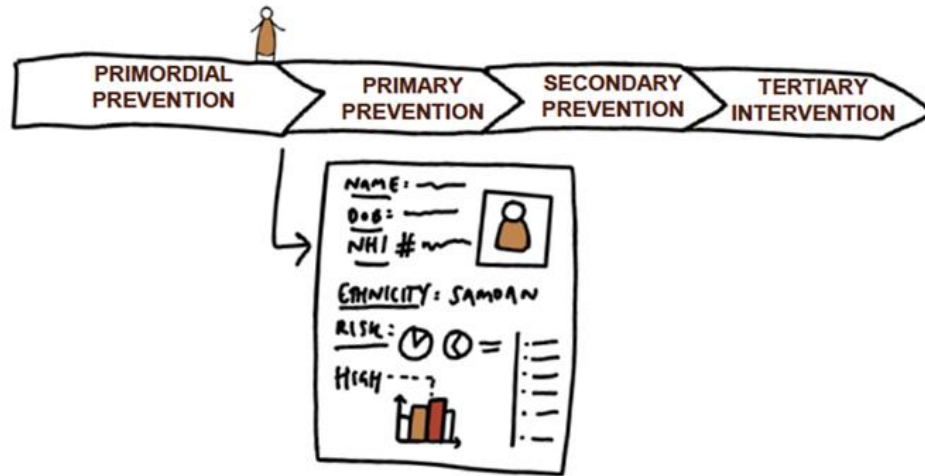 PRIMORDIAL
PREVENTION
PRIMARY
PREVENTION
SECONDARY
PREVENTION
TERTIARY
INTERVENTION
NAME:
DOB:
NHI #
ETHNICITY: SAMOAN
RISK:
=
HIGH